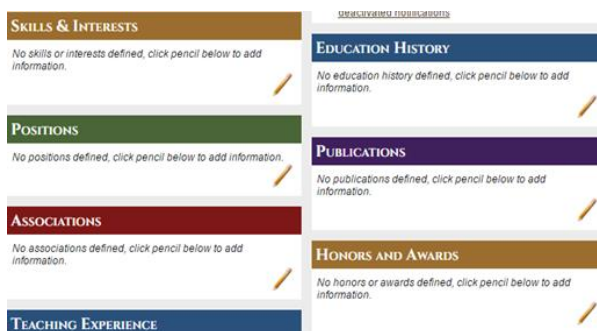 SKILLS & INTERESTS
No skills or interests defined, click pencil below to add
information.
POSITIONS
No positions defined, click pencil below to add information.
ASSOCIATIONS
No associations defined, click pencil below to add
information.
TEACHING EXPERIENCE
deactivated notifications
EDUCATION HISTORY
No education history defined, click pencil below to add
information.
PUBLICATIONS
No publications defined, click pencil below to add
information.
HONORS AND AWARDS
No honors or awards defined, click pencil below to add
information.